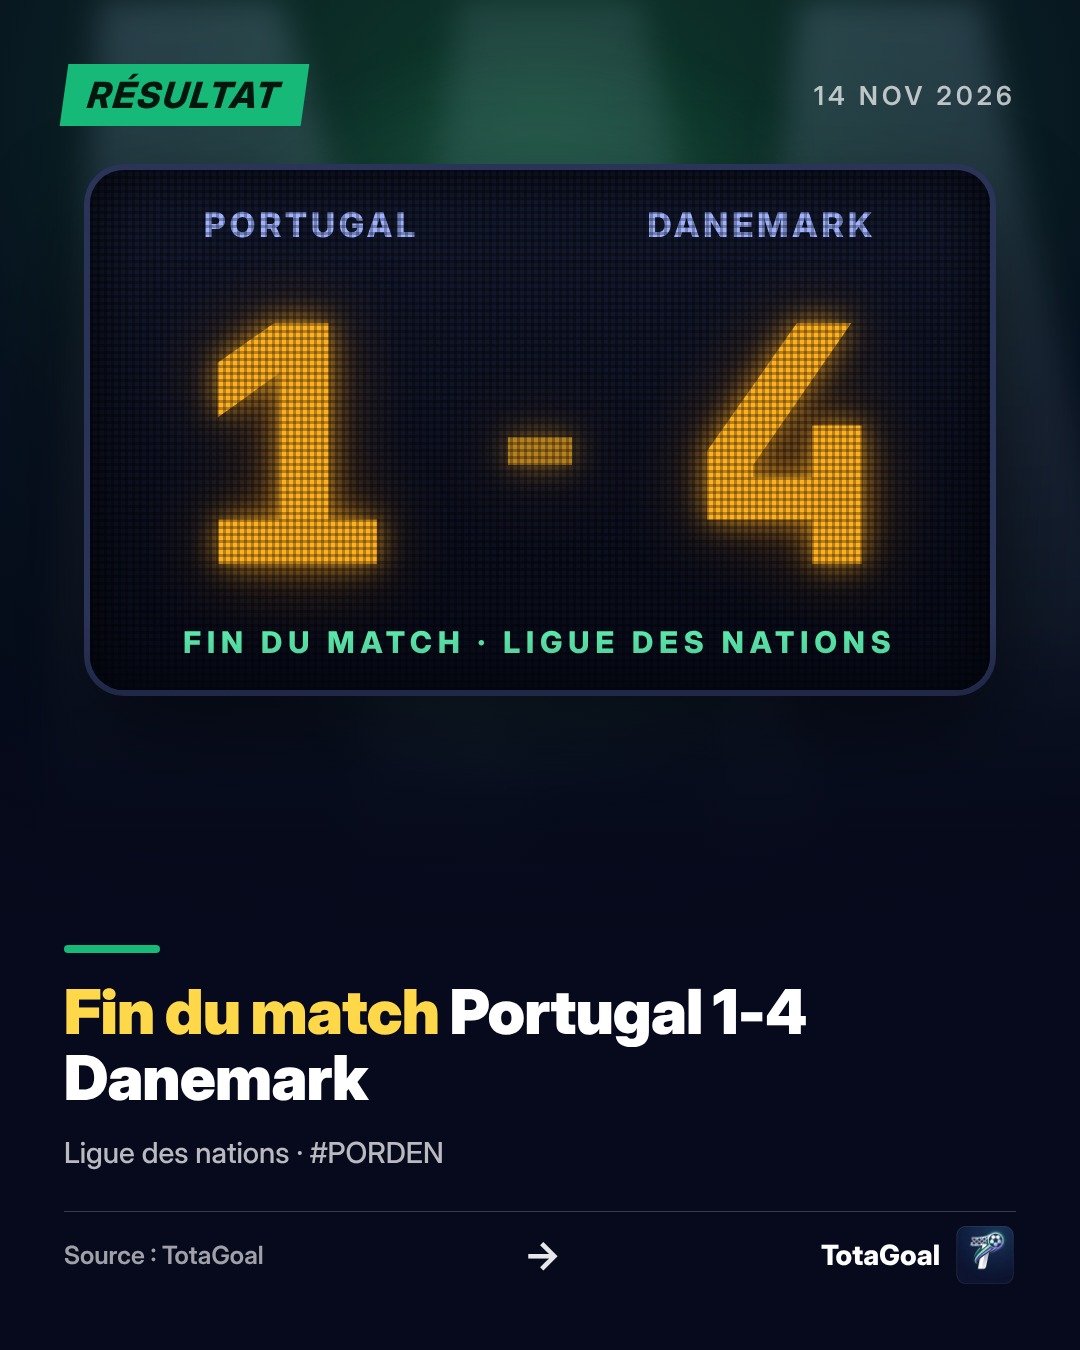 RÉSULTAT
14 NOV 2026
PORTUGAL
DANEMARK
1 - 4
FIN DU MATCH · LIGUE DES NATIONS
Fin du match Portugal 1-4
Danemark
Ligue des nations · #PORDEN
Source : TotaGoal
→
TotaGoal